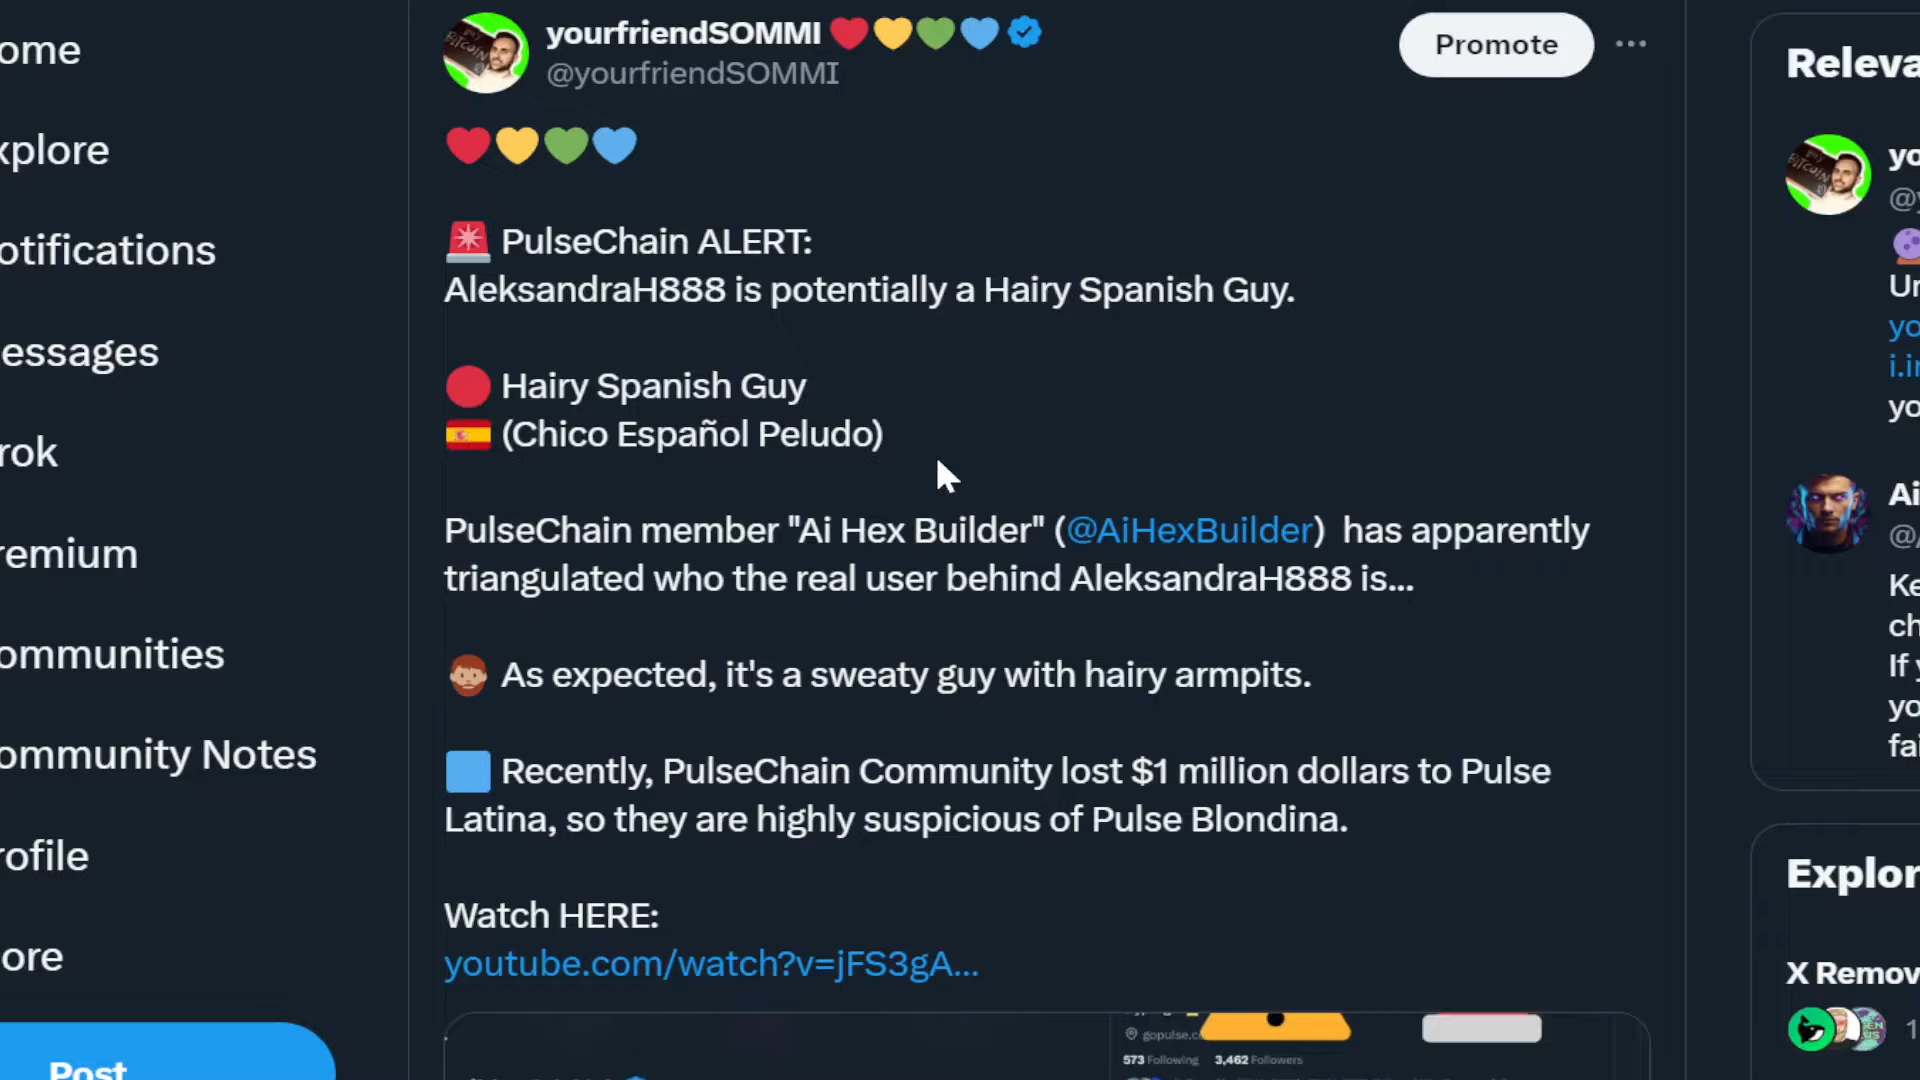 ome
xplore
otifications
essages
rok
remium
ommunities
ommunity Notes
rofile
ore
Post
yourfriendSOMMI
@yourfriendSOMMI
Promote
PulseChain ALERT:
AleksandraH888 is potentially a Hairy Spanish Guy.
Hairy Spanish Guy
(Chico Español Peludo)
PulseChain member "Ai Hex Builder" (@AiHexBuilder) has apparently
triangulated who the real user behind AleksandraH888 is...
As expected, it's a sweaty guy with hairy armpits.
Recently, PulseChain Community lost $1 million dollars to Pulse
Latina, so they are highly suspicious of Pulse Blondina.
Watch HERE:
youtube.com/watch?v=jFS3gA...
gopulse.c
573 Following 3,462 Followers
Releva
yo
@y
Ur
yo
i.in
yo
Ai
@
Ke
ch
If y
yo
fai
Explor
X Remov
1